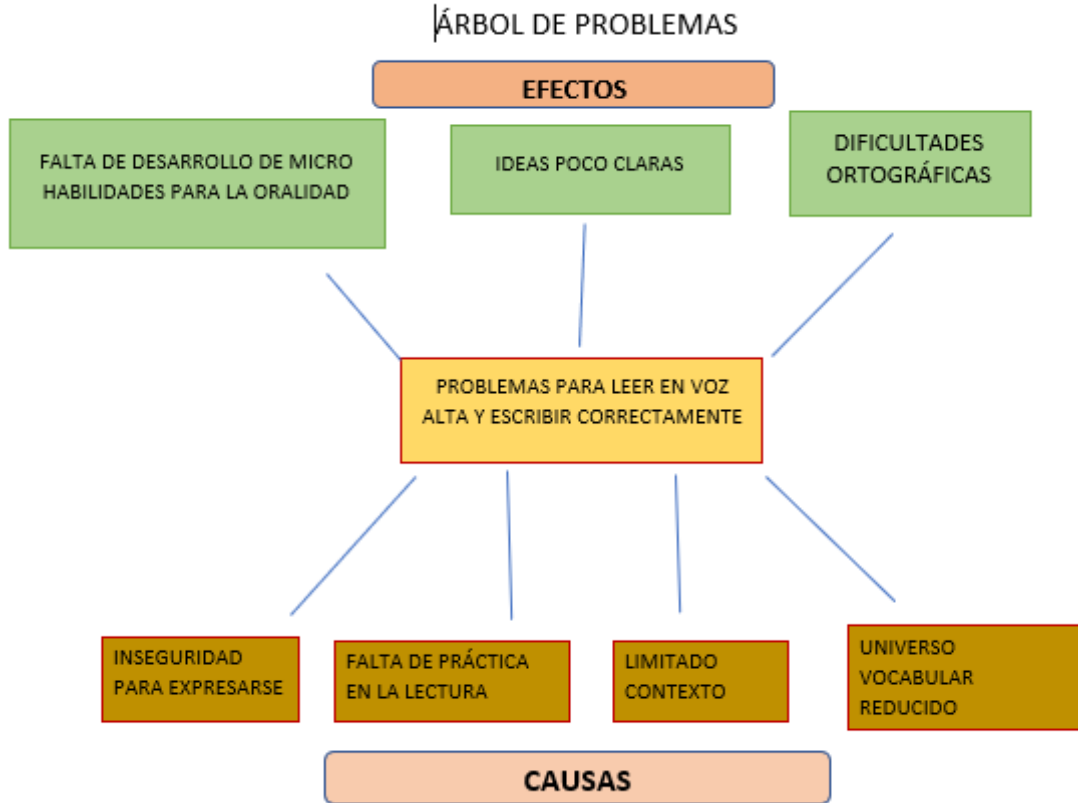 ÁRBOL DE PROBLEMAS
EFECTOS
FALTA DE DESARROLLO DE MICRO
HABILIDADES PARA LA ORALIDAD
IDEAS POCO CLARAS
DIFICULTADES
ORTOGRÁFICAS
PROBLEMAS PARA LEER EN VOZ
ALTA Y ESCRIBIR CORRECTAMENTE
INSEGURIDAD
PARA EXPRESARSE
FALTA DE PRÁCTICA
EN LA LECTURA
LIMITADO
CONTEXTO
UNIVERSO
VOCABULAR
REDUCIDO
CAUSAS